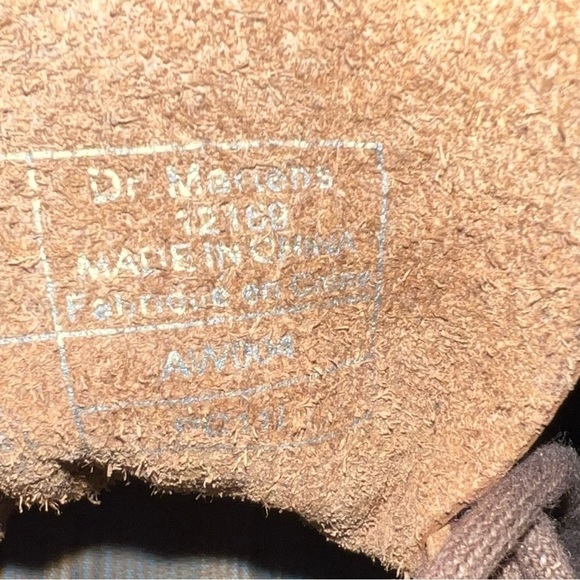 Dr. Martens
12169
MADE IN CHINA
Fabriqué en Chine
AW004